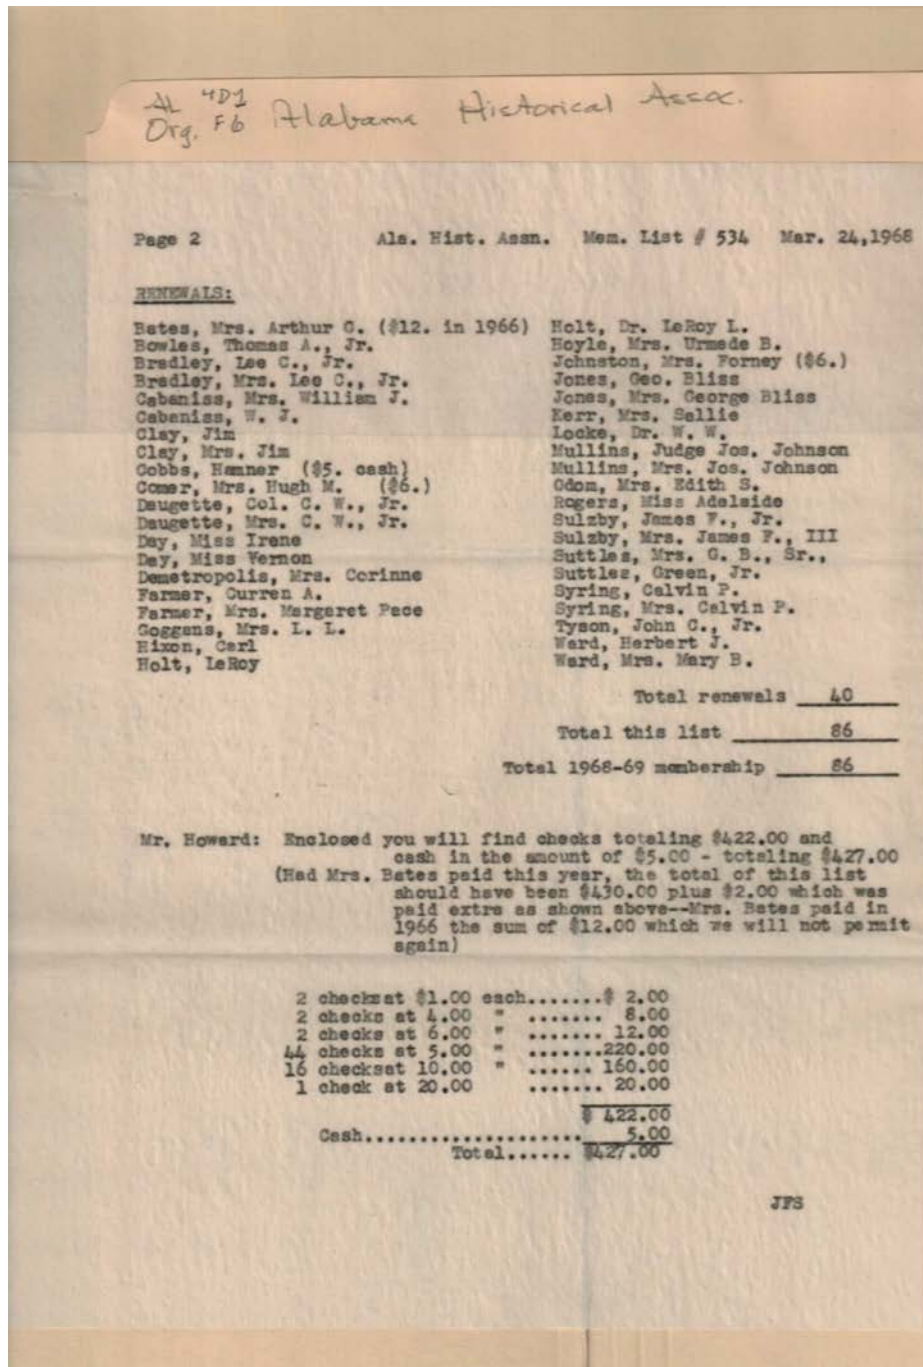 AL 4D1
Org. F6 Alabama Historical Assoc.
Page 2 Ala. Hist. Assn. Mem. List # 534 Mar. 24,1968
RENEWALS:
Bates, Mrs. Arthur G. ($12. in 1966)
Bowles, Thomas A., Jr.
Bradley, Lee C., Jr.
Bradley, Mrs. Lee C., Jr.
Cabaniss, Mrs. William J.
Cabaniss, W. J.
Clay, Jim
Clay, Mrs. Jim
Cobbs, Hamner ($5. cash)
Comer, Mrs. Hugh M. ($6.)
Daugette, Col. C. W., Jr.
Daugette, Mrs. C. W., Jr.
Day, Miss Irene
Day, Miss Vernon
Demetropolis, Mrs. Corinne
Farmer, Curren A.
Farmer, Mrs. Margaret Pace
Goggans, Mrs. L. L.
Hixon, Carl
Holt, LeRoy
Holt, Dr. LeRoy L.
Hoyle, Mrs. Urmede B.
Johnston, Mrs. Forney ($6.)
Jones, Geo. Bliss
Jones, Mrs. George Bliss
Kerr, Mrs. Sallie
Locke, Dr. W. W.
Mullins, Judge Jos. Johnson
Mullins, Mrs. Jos. Johnson
Odom, Mrs. Edith S.
Rogers, Miss Adelaide
Sulzby, James F., Jr.
Sulzby, Mrs. James F., III
Suttles, Mrs. G. B., Sr.,
Suttles, Green, Jr.
Syring, Calvin P.
Syring, Mrs. Calvin P.
Tyson, John C., Jr.
Ward, Herbert J.
Ward, Mrs. Mary B.
Total renewals 40
Total this list 86
Total 1968-69 membership 86
Mr. Howard: Enclosed you will find checks totaling $422.00 and
cash in the amount of $5.00 - totaling $427.00
(Had Mrs. Bates paid this year, the total of this list
should have been $430.00 plus $2.00 which was
paid extra as shown above--Mrs. Bates paid in
1966 the sum of $12.00 which we will not permit
again)
2 checksat $1.00 each.......$ 2.00
2 checks at 4.00 " ....... 8.00
2 checks at 6.00 " ....... 12.00
44 checks at 5.00 " .......220.00
16 checksat 10.00 " ...... 160.00
1 check at 20.00 ....... 20.00
$ 422.00
Cash..................... 5.00
Total...... $427.00
JFS